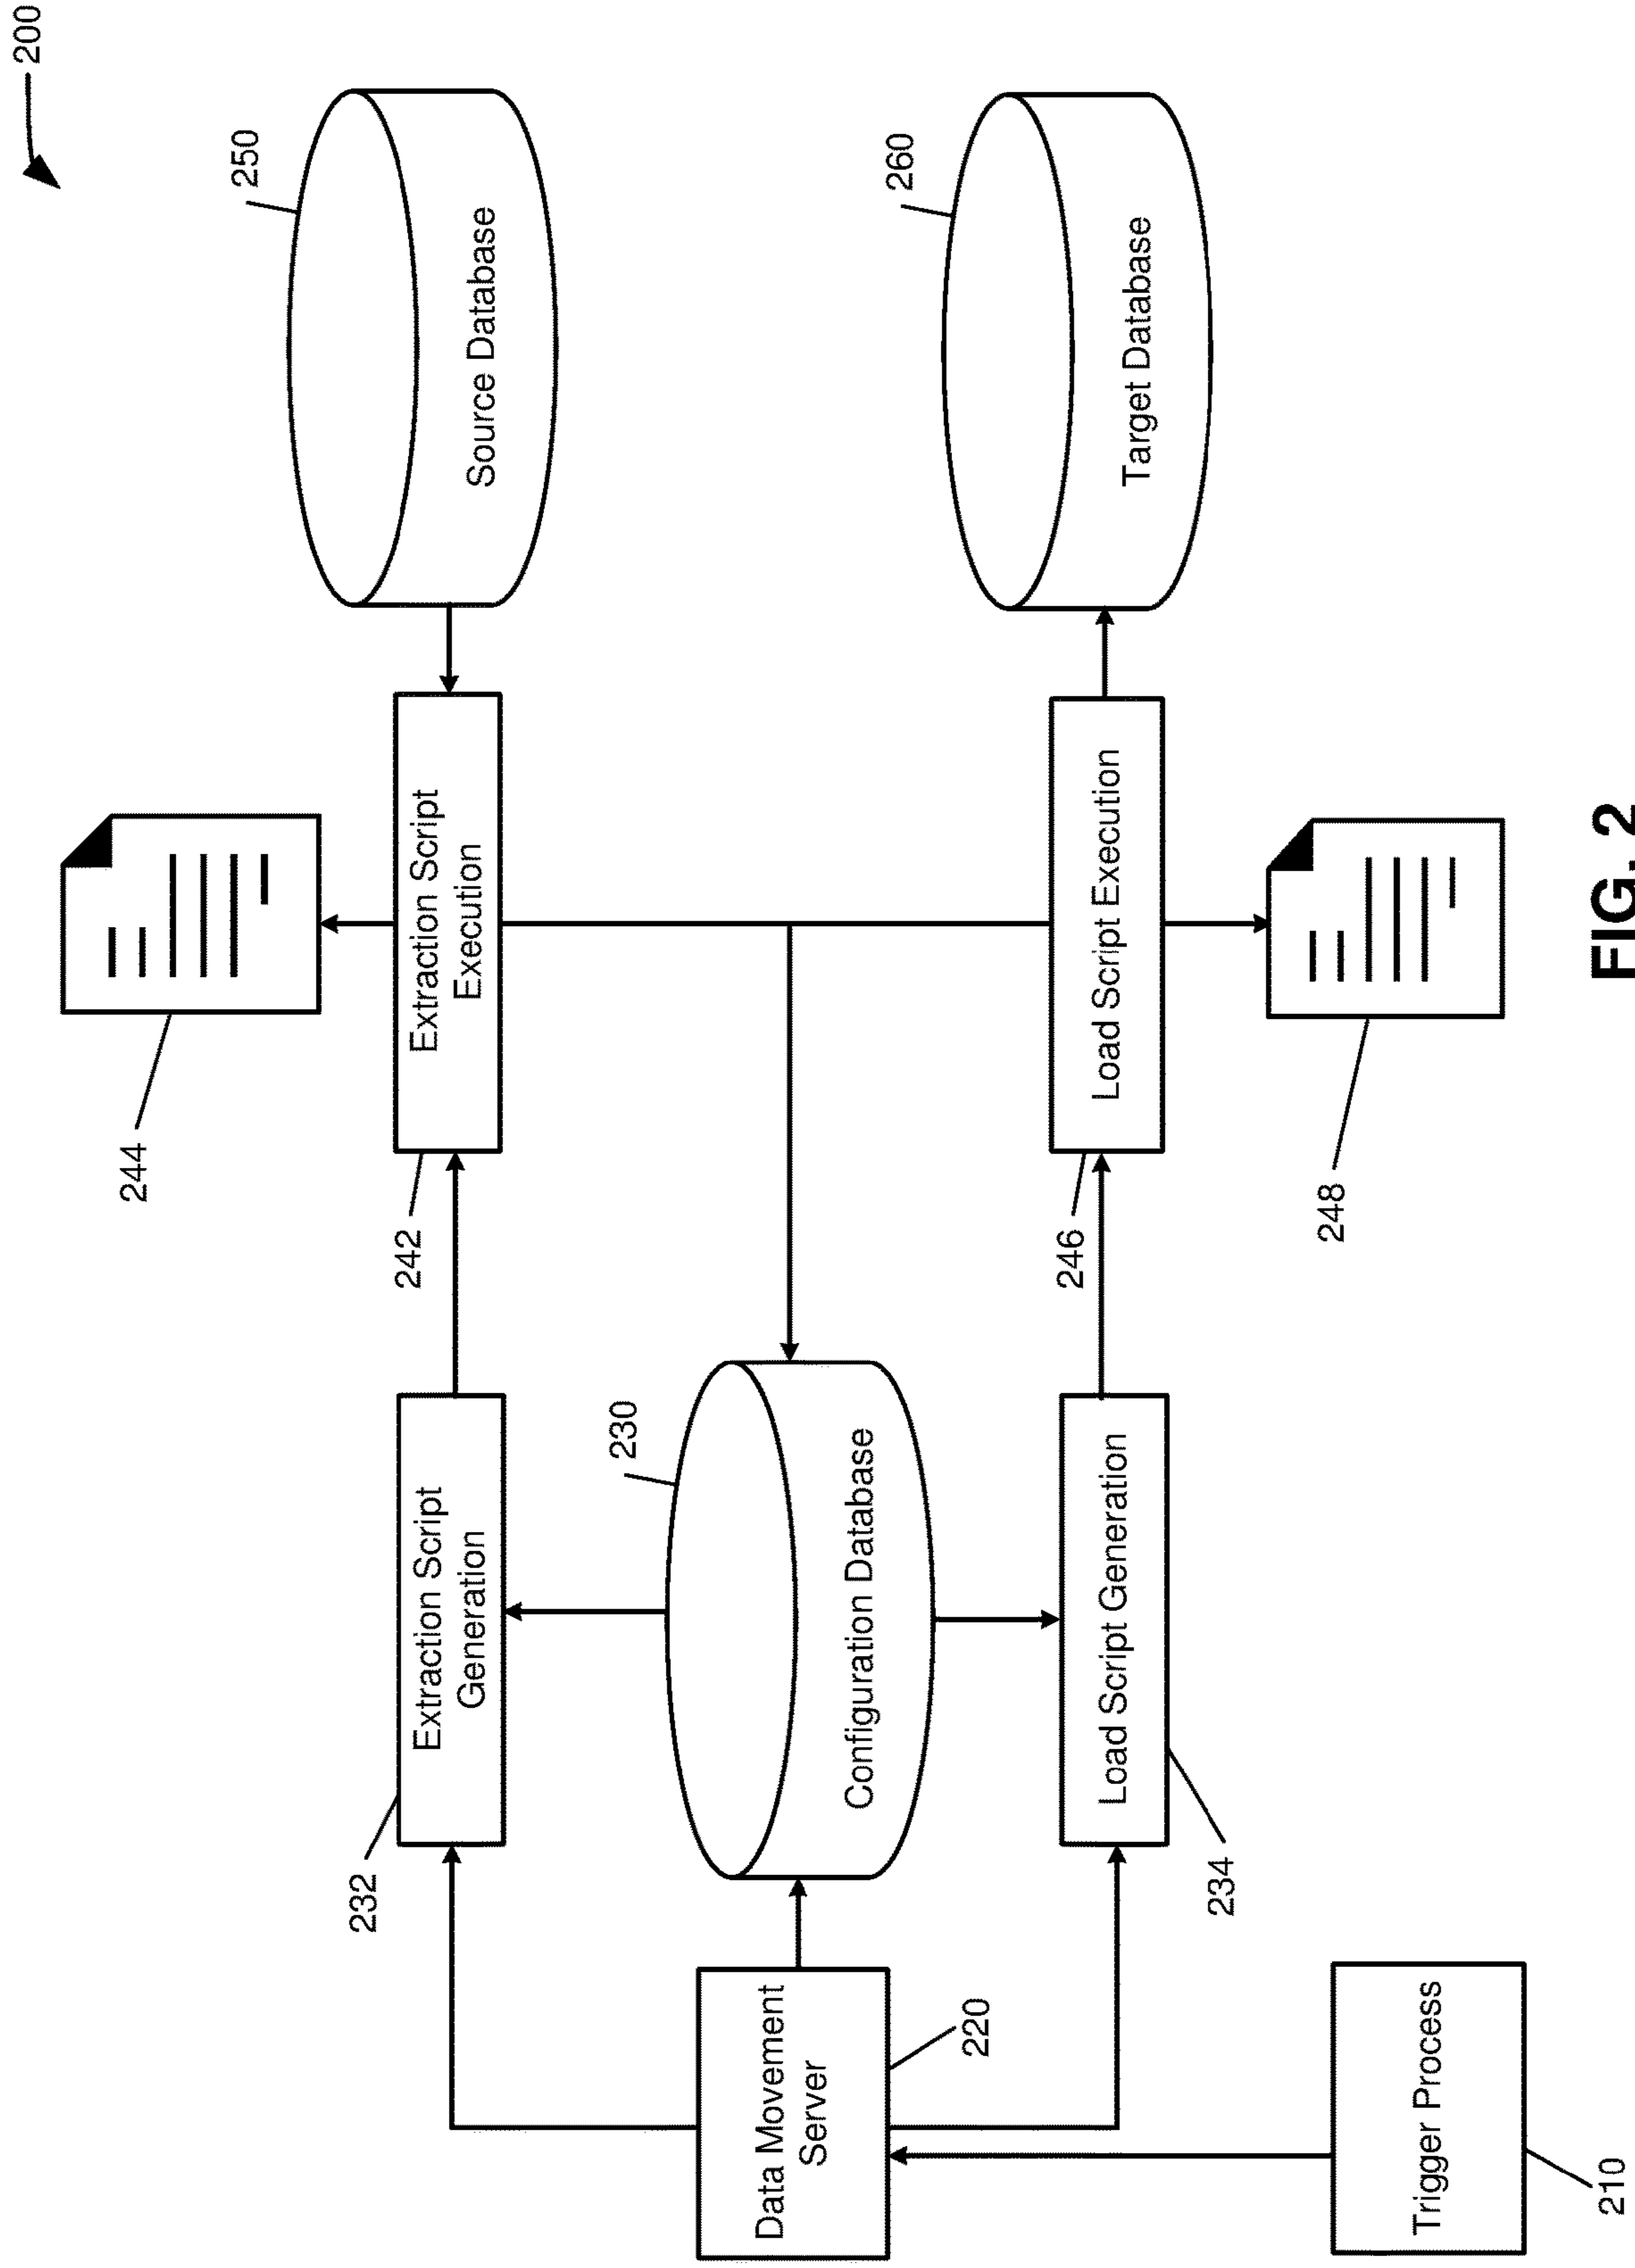 200
244
250
Source Database
Extraction Script
Execution
242
Extraction Script
Generation
232
230
Configuration Database
Data Movement
Server
220
260
Target Database
Load Script Execution
246
248
Load Script Generation
234
Trigger Process
210
FIG. 2